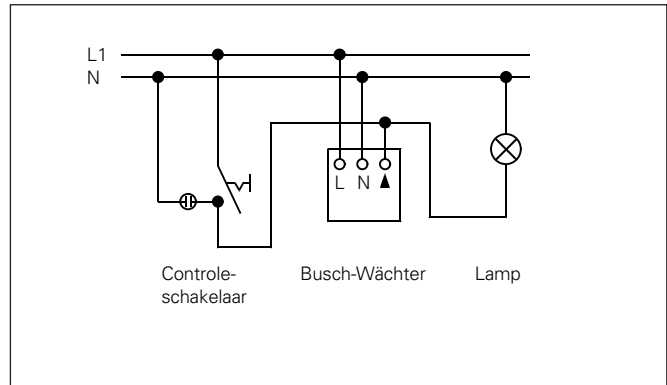 L1
N
L N
Controle-
schakelaar
Busch-Wächter
Lamp